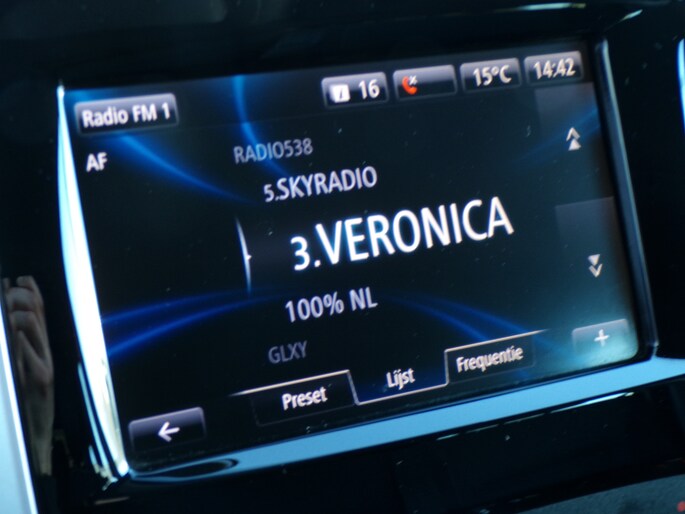 Radio FM 1
i 16
15°C
14:42
AF
RADIO538
5.SKYRADIO
3.VERONICA
100% NL
GLXY
Preset
Lijst
Frequentie
+